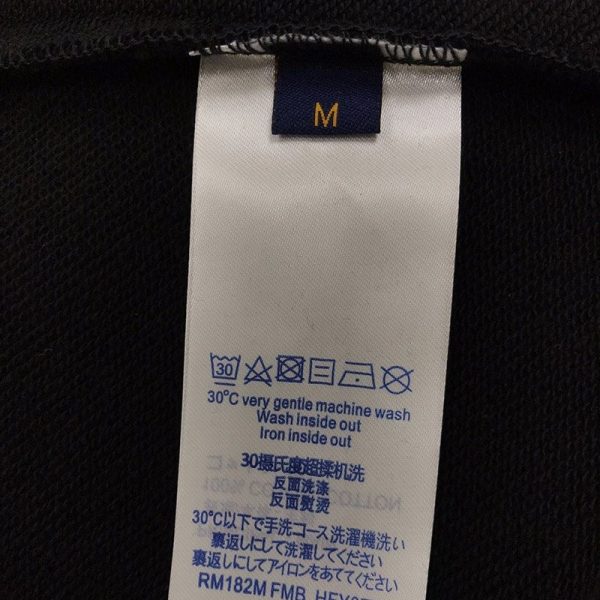 M
30
30°C very gentle machine wash
Wash inside out
Iron inside out
30摄氏度超揉机洗
反面洗涤
反面熨烫
30℃以下で手洗コース洗濯機洗い
裏返しにして洗濯してください
裏返しにしてアイロンをあててください
RM182M FMB